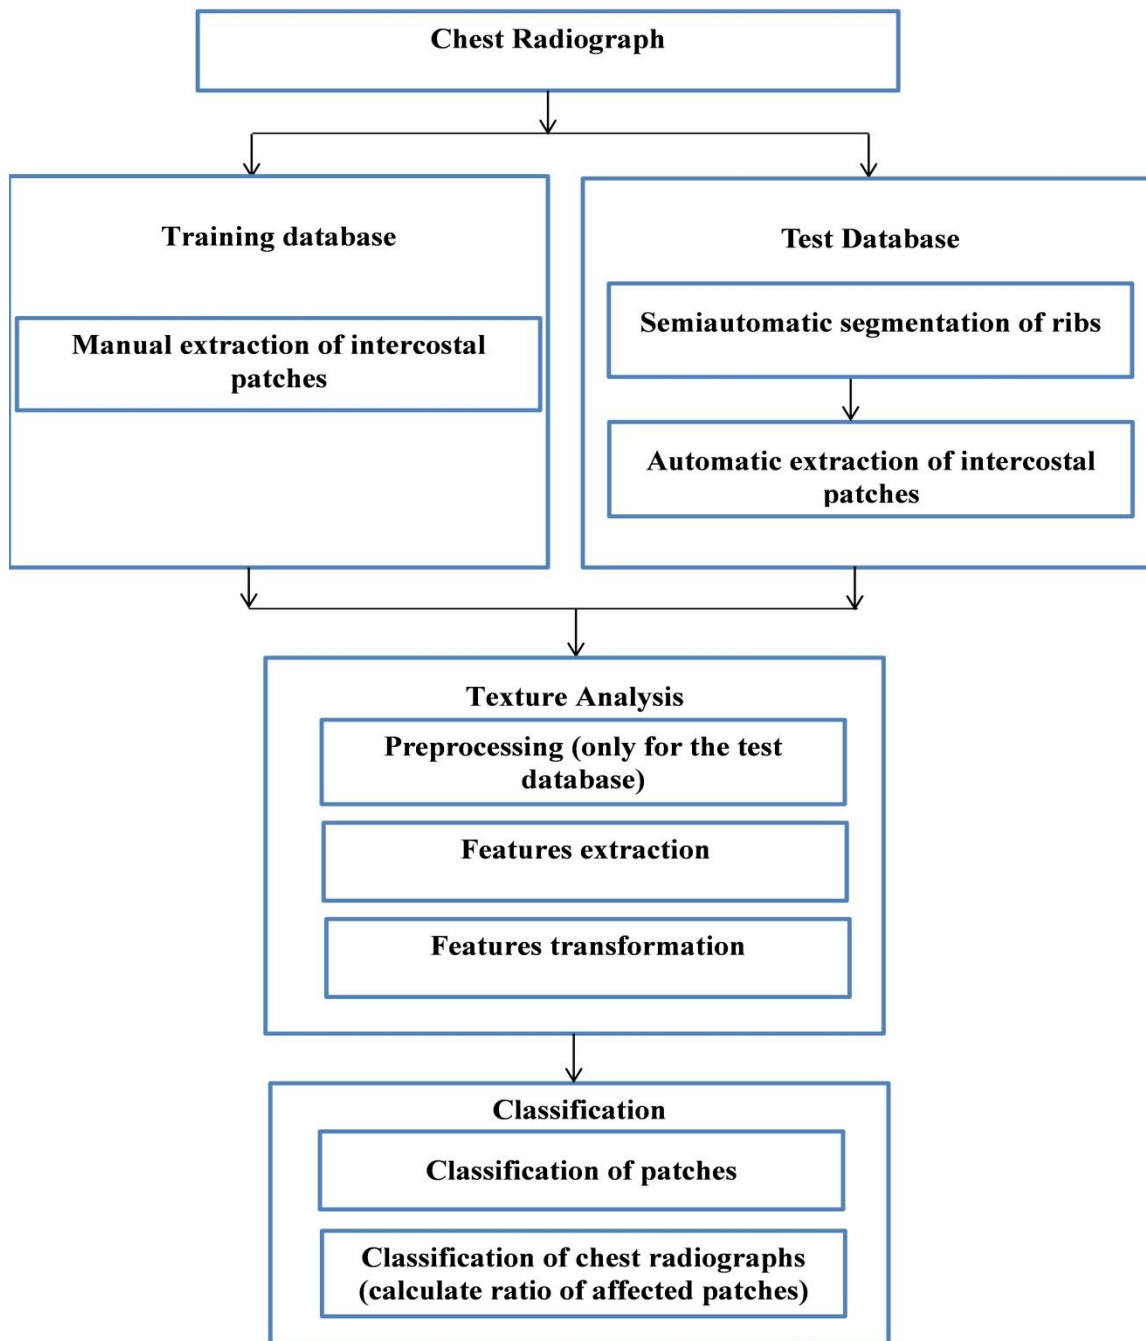 Chest Radiograph
Training database
Manual extraction of intercostal
patches
Test Database
Semiautomatic segmentation of ribs
Automatic extraction of intercostal
patches
Texture Analysis
Preprocessing (only for the test
database)
Features extraction
Features transformation
Classification
Classification of patches
Classification of chest radiographs
(calculate ratio of affected patches)